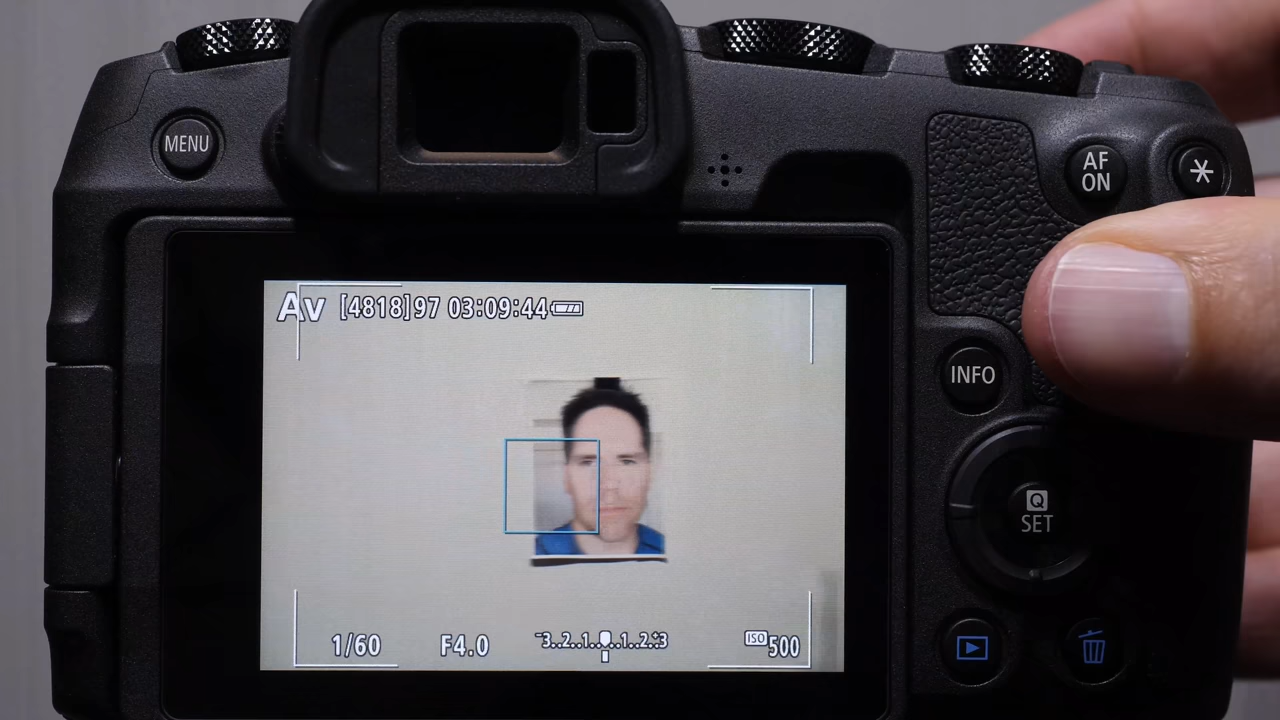 MENU
AF
ON
*
Av [4818]97 03:09:44
INFO
Q
SET
1/60 F4.0 -3..2..1..0..1..2..+3 ISO 500